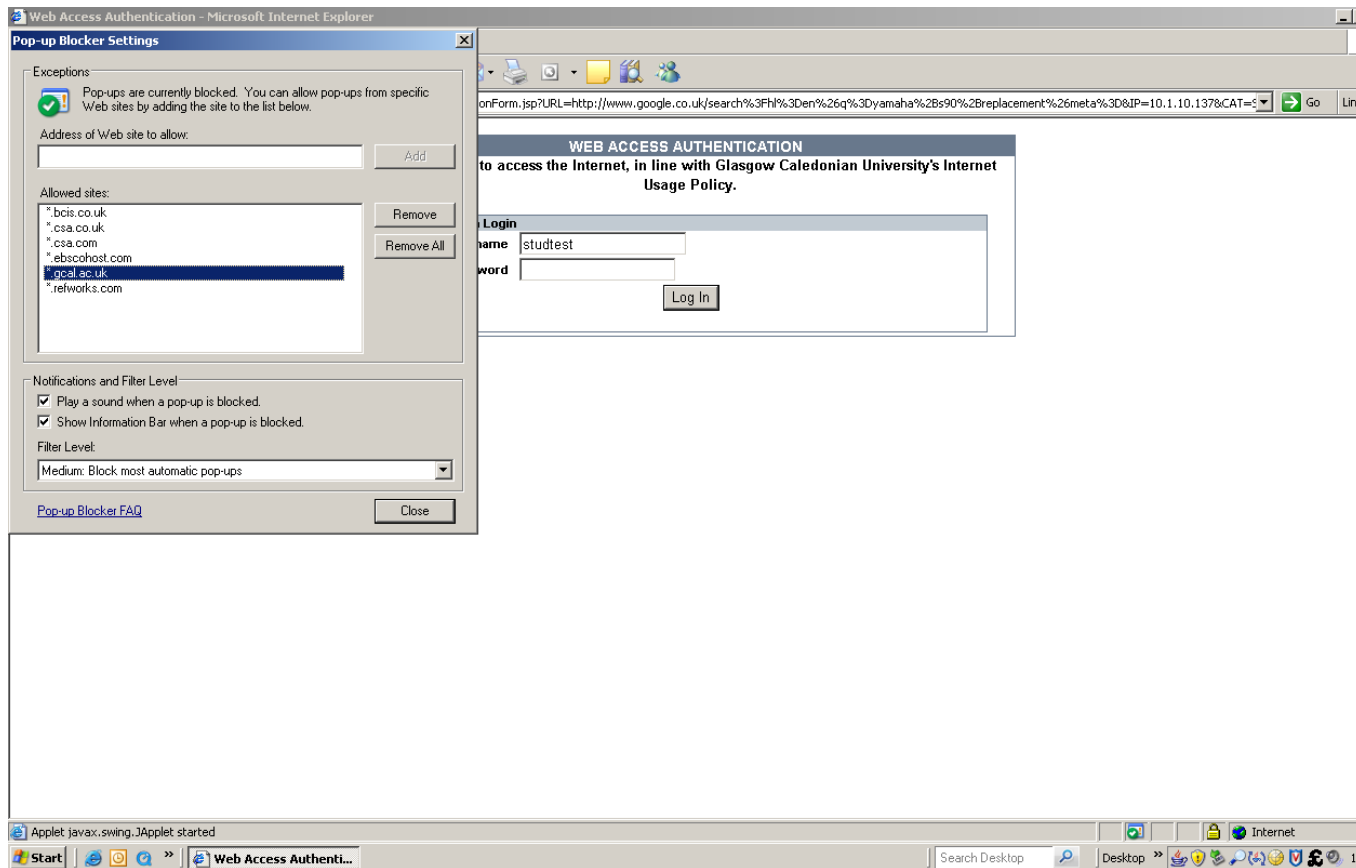 Web Access Authentication - Microsoft Internet Explorer
Pop-up Blocker Settings
Exceptions
Pop-ups are currently blocked. You can allow pop-ups from specific
Web sites by adding the site to the list below.
Address of Web site to allow:
Add
Allowed sites:
*.bcis.co.uk
*.csa.co.uk
*.csa.com
*.ebscohost.com
*.gcal.ac.uk
*.refworks.com
Remove
Remove All
Notifications and Filter Level
Play a sound when a pop-up is blocked.
Show Information Bar when a pop-up is blocked.
Filter Level:
Medium: Block most automatic pop-ups
Pop-up Blocker FAQ
Close
onForm.jsp?URL=http://www.google.co.uk/search%3Fhl%3Den%26q%3Dyamaha%2Bs90%2Breplacement%26meta%3D&IP=10.1.10.137&CAT=S
Go
Lin
WEB ACCESS AUTHENTICATION
to access the Internet, in line with Glasgow Caledonian University's Internet
Usage Policy.
Login
name studtest
word
Log In
Applet javax.swing.JApplet started
Internet
Start
Web Access Authenti...
Search Desktop
Desktop